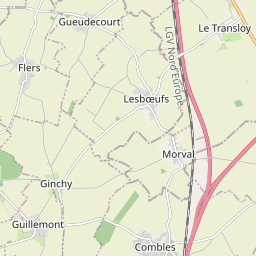 Gueudecourt
Le Transloy
LGV Nord Europe
Flers
Lesbœufs
Morval
Ginchy
Guillemont
Combles